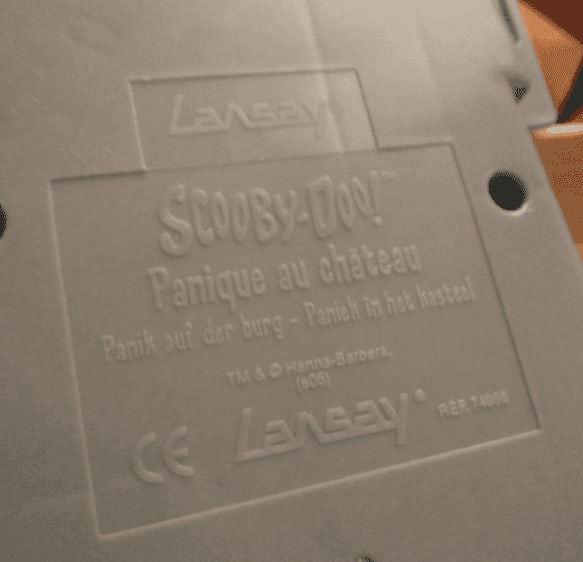 Lansay
SCOOBY-DOO!™
Panique au château
Panik auf der burg - Paniek in het kasteel
TM & © Hanna-Barbera.
(s06)
CE Lansay® RÉR